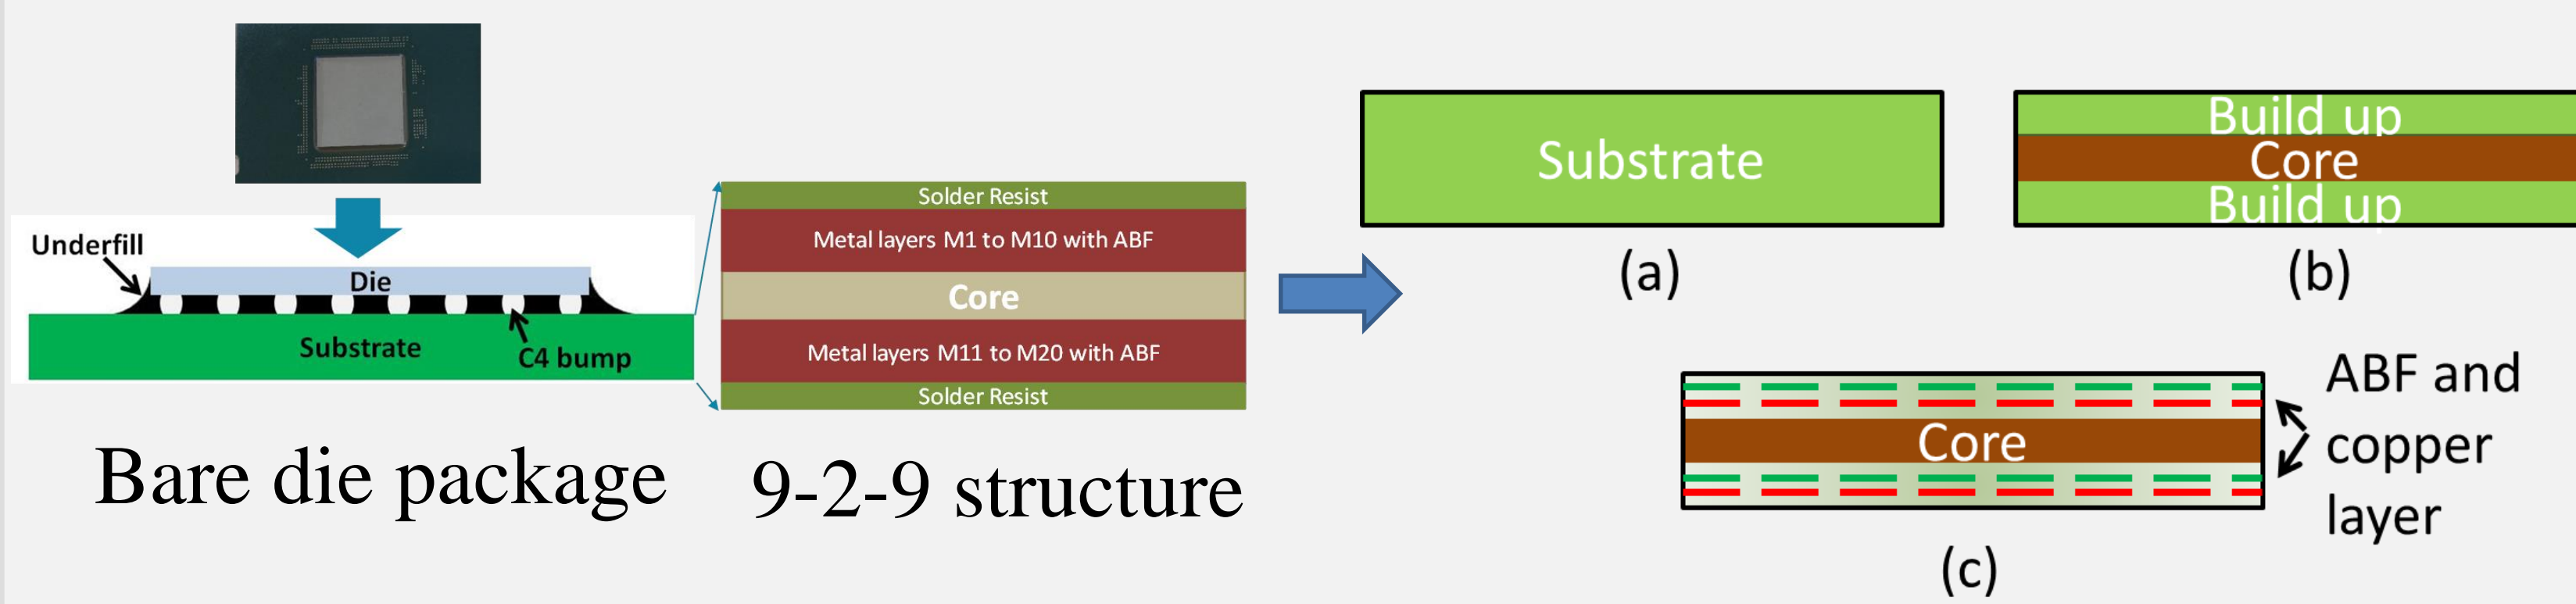 Underfill
Die
Substrate
C4 bump
Bare die package
Solder Resist
Metal layers M1 to M10 with ABF
Core
Metal layers M11 to M20 with ABF
Solder Resist
9-2-9 structure
Substrate
(a)
Build up
Core
Build up
(b)
Core
ABF and
copper
layer
(c)